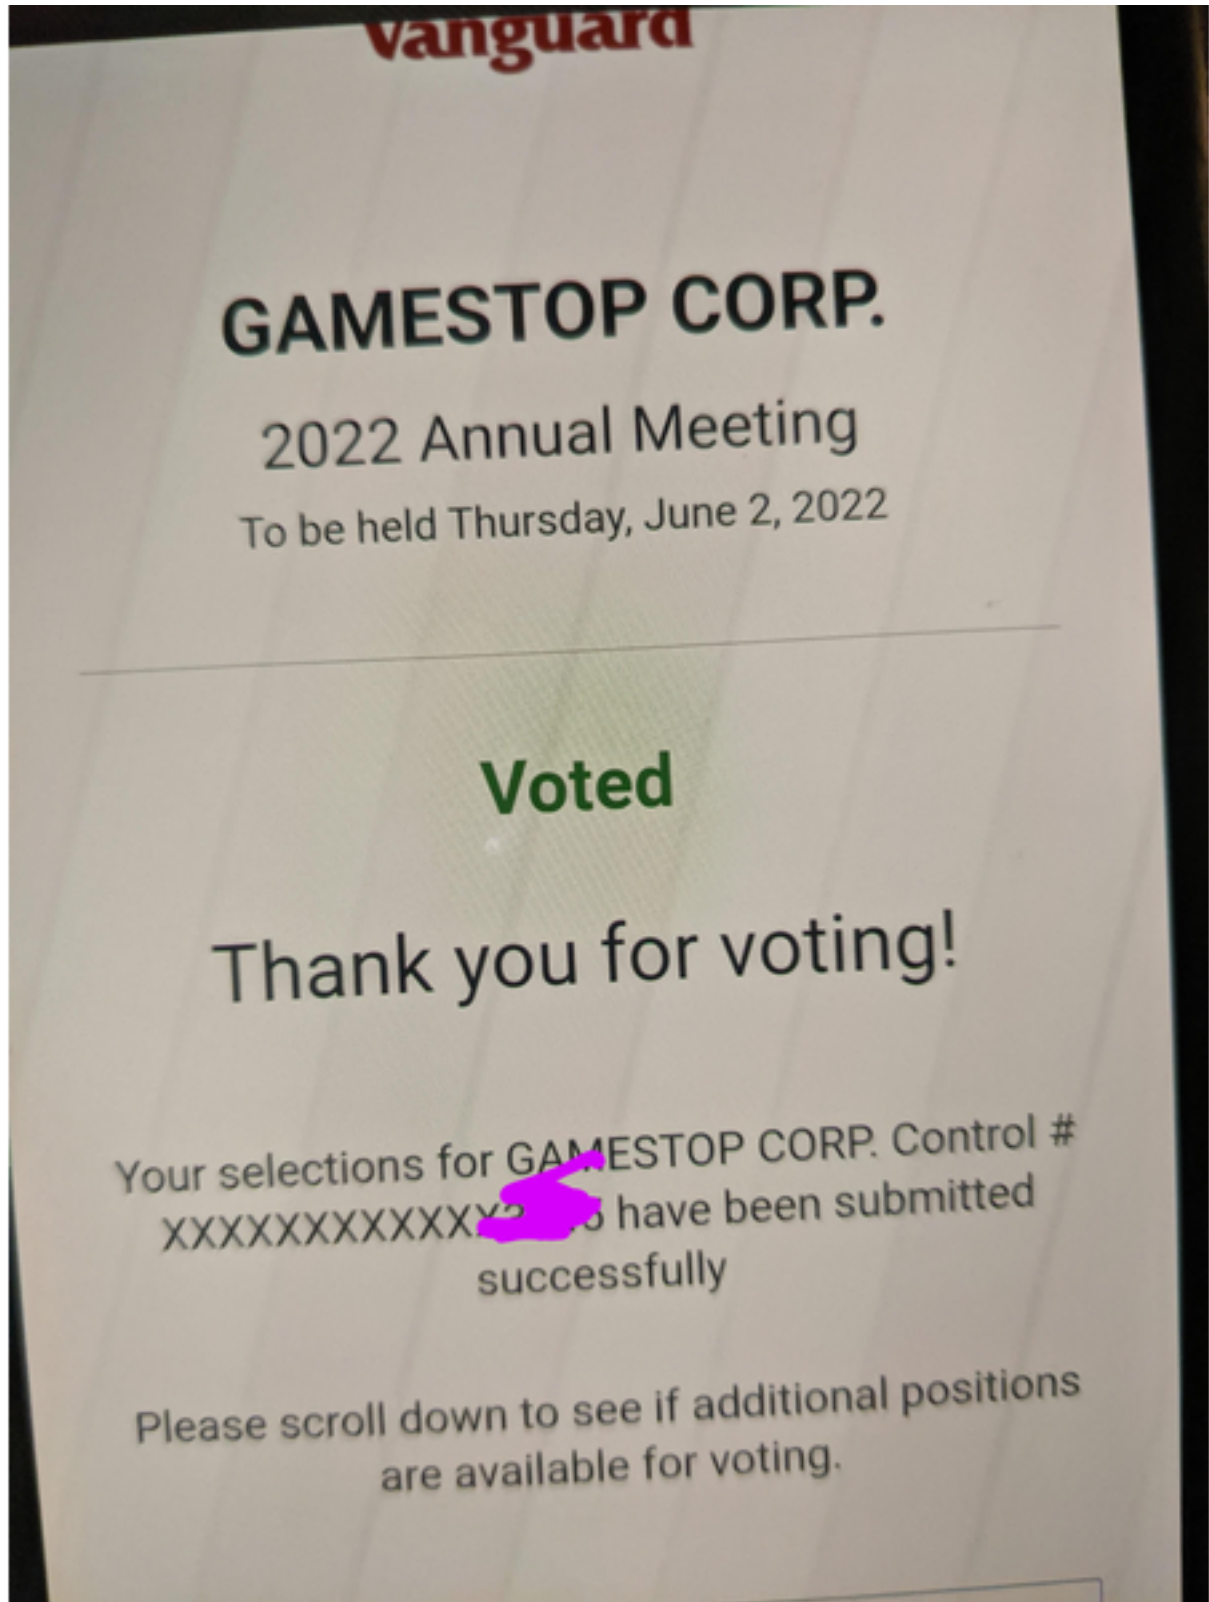 Vanguard
GAMESTOP CORP.
2022 Annual Meeting
To be held Thursday, June 2, 2022
Voted
Thank you for voting!
Your selections for GAMESTOP CORP. Control #
have been submitted
successfully
Please scroll down to see if additional positions
are available for voting.